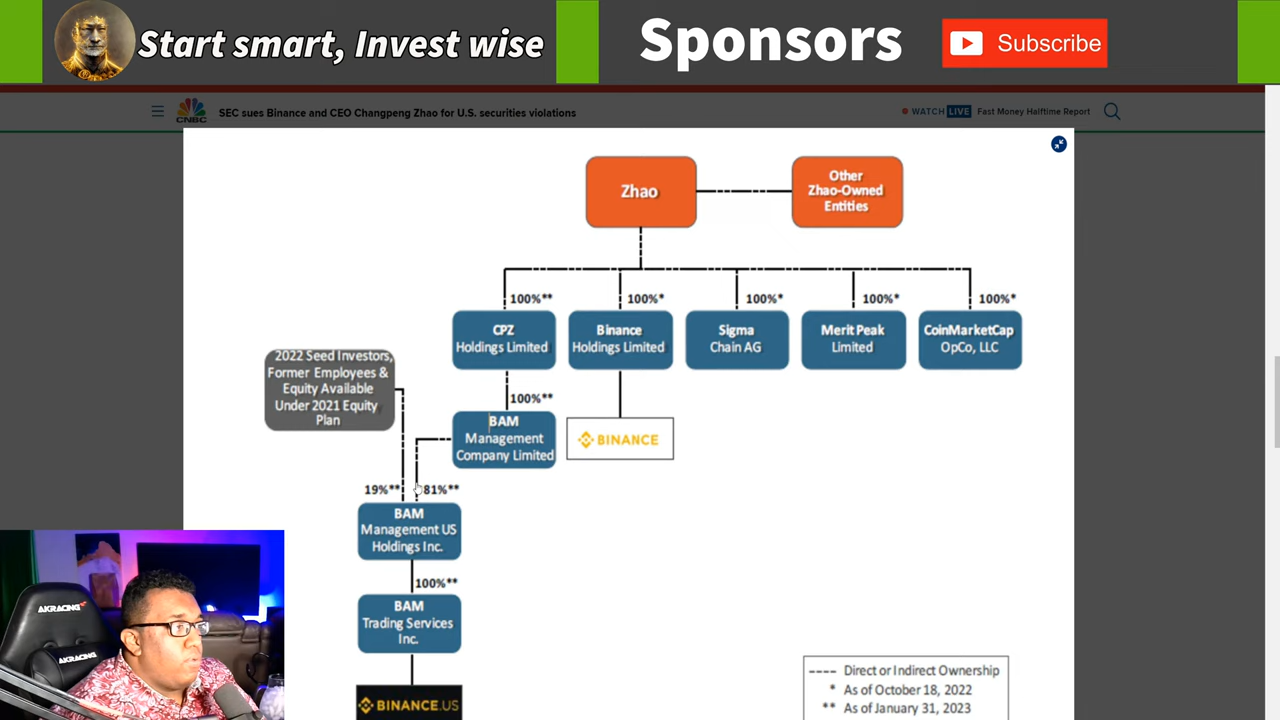 Start smart, Invest wise
Sponsors
Subscribe
CNBC
SEC sues Binance and CEO Changpeng Zhao for U.S. securities violations
WATCH LIVE
Fast Money Halftime Report
Zhao
Other
Zhao-Owned
Entities
100%**
100%*
100%*
100%*
100%*
CPZ
Holdings Limited
Binance
Holdings Limited
Sigma
Chain AG
Merit Peak
Limited
CoinMarketCap
OpCo, LLC
2022 Seed Investors,
Former Employees &
Equity Available
Under 2021 Equity
Plan
100%**
BAM
Management
Company Limited
BINANCE
19%**
81%**
BAM
Management US
Holdings Inc.
100%**
BAM
Trading Services
Inc.
BINANCE.US
---- Direct or Indirect Ownership
* As of October 18, 2022
** As of January 31, 2023
AKRACING
AKRACING